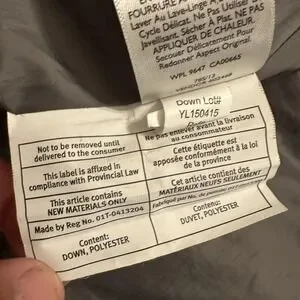 FOURRURE
Laver Au Lave-Linge À
Cycle Délicat. Ne Pas
Javellisant. Sécher À Plat. NE PAS
APPLIQUER DE CHALEUR.
Secouer Délicatement Pour
Redonner Aspect Original.
WPL 9647 CA00665
Down Lot#
YL150415
Not to be removed until
delivered to the consumer
This label is affixed in
compliance with Provincial Law
This article contains
NEW MATERIALS ONLY
Made by Reg No. 01T-0413204
Content:
DOWN, POLYESTER
Ne pas enlever avant la livraison
au consommateur
Cette étiquette est
apposée conformément à la loi
de la province
Cet article contient des
MATÉRIAUX NEUFS SEULEMENT
Fabriqué par No. de
Contenu:
DUVET, POLYESTER